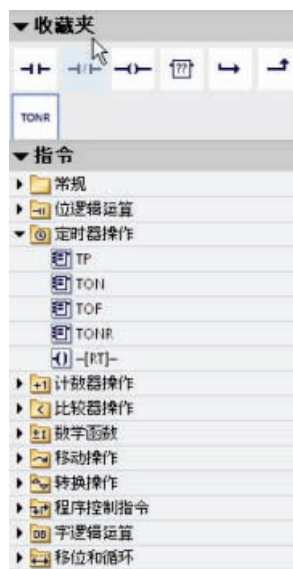 收藏夹
??
TONR
指令
常规
位逻辑运算
定时器操作
TP
TON
TOF
TONR
-[RT]-
+1 计数器操作
比较器操作
±1 数学函数
移动操作
转换操作
程序控制指令
DB 字逻辑运算
移位和循环